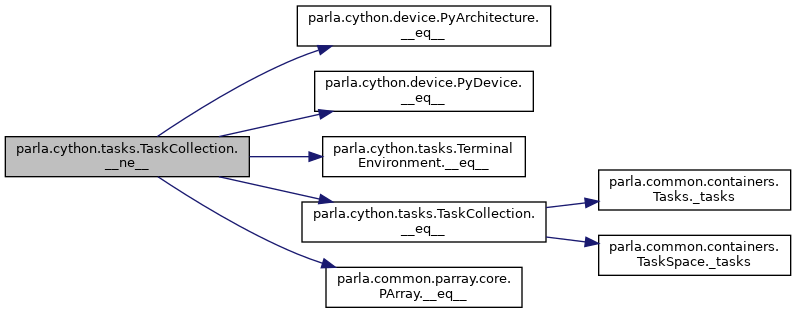 parla.cython.device.PyArchitecture.
__eq__
parla.cython.device.PyDevice.
__eq__
parla.cython.tasks.TaskCollection.
__ne__
parla.cython.tasks.Terminal
Environment.__eq__
parla.common.containers.
Tasks._tasks
parla.cython.tasks.TaskCollection.
__eq__
parla.common.containers.
TaskSpace._tasks
parla.common.parray.core.
PArray.__eq__